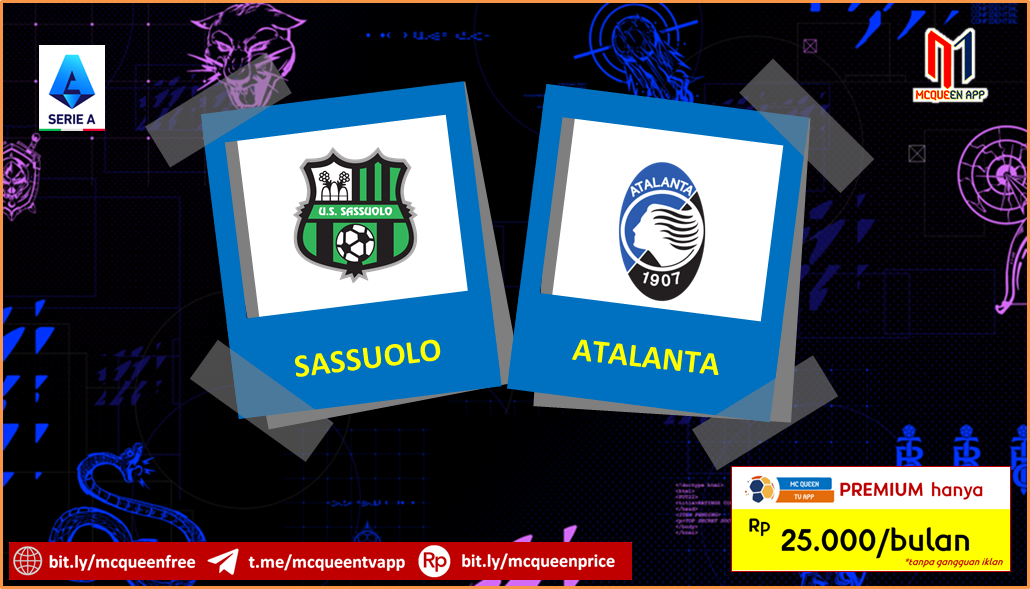 SERIE A
MCQUEEN APP
U.S. SASSUOLO
ATALANTA
1907
SASSUOLO
ATALANTA
MC QUEEN
TV APP
PREMIUM hanya
Rp 25.000/bulan
*tanpa gangguan iklan
bit.ly/mcqueenfree
t.me/mcqueentvapp
Rp
bit.ly/mcqueenprice